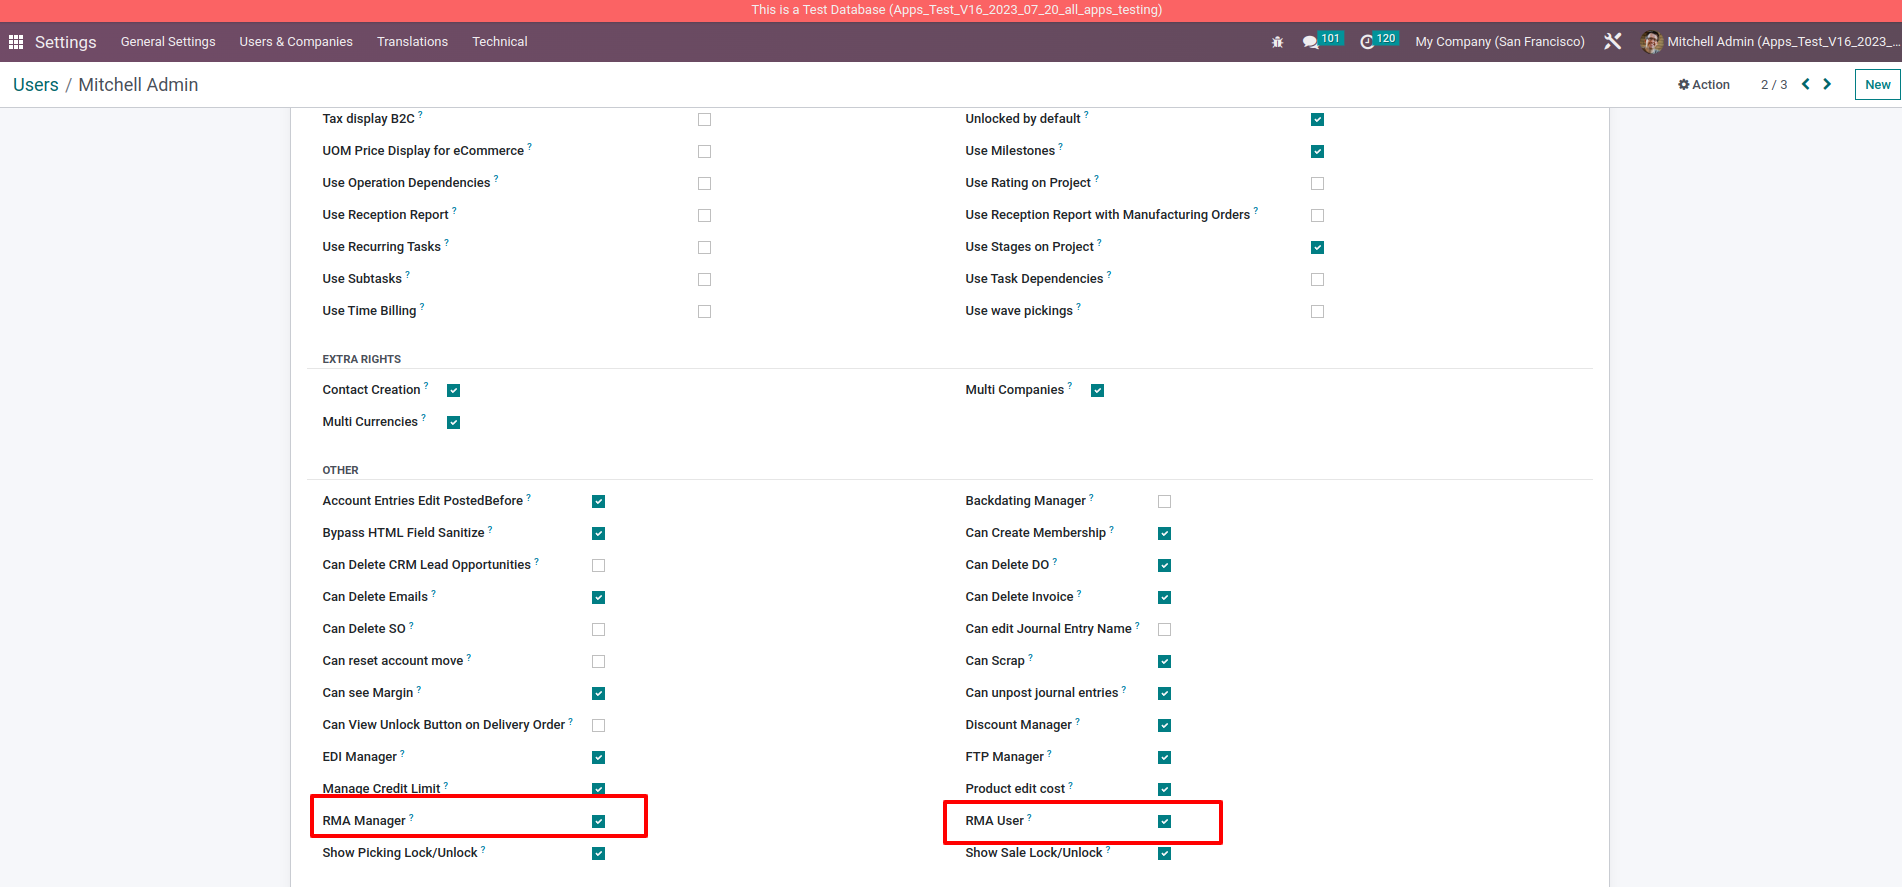 This is a Test Database (Apps_Test_V16_2023_07_20_all_apps_testing)
Settings General Settings Users & Companies Translations Technical 101 120 My Company (San Francisco) Mitchell Admin (Apps_Test_V16_2023_...
Users / Mitchell Admin Action 2 / 3 New
Tax display B2C ? Unlocked by default ?
UOM Price Display for eCommerce ? Use Milestones ?
Use Operation Dependencies ? Use Rating on Project ?
Use Reception Report ? Use Reception Report with Manufacturing Orders ?
Use Recurring Tasks ? Use Stages on Project ?
Use Subtasks ? Use Task Dependencies ?
Use Time Billing ? Use wave pickings ?
EXTRA RIGHTS
Contact Creation ? Multi Companies ?
Multi Currencies ?
OTHER
Account Entries Edit PostedBefore ? Backdating Manager ?
Bypass HTML Field Sanitize ? Can Create Membership ?
Can Delete CRM Lead Opportunities ? Can Delete DO ?
Can Delete Emails ? Can Delete Invoice ?
Can Delete SO ? Can edit Journal Entry Name ?
Can reset account move ? Can Scrap ?
Can see Margin ? Can unpost journal entries ?
Can View Unlock Button on Delivery Order ? Discount Manager ?
EDI Manager ? FTP Manager ?
Manage Credit Limit ? Product edit cost ?
RMA Manager ? RMA User ?
Show Picking Lock/Unlock ? Show Sale Lock/Unlock ?